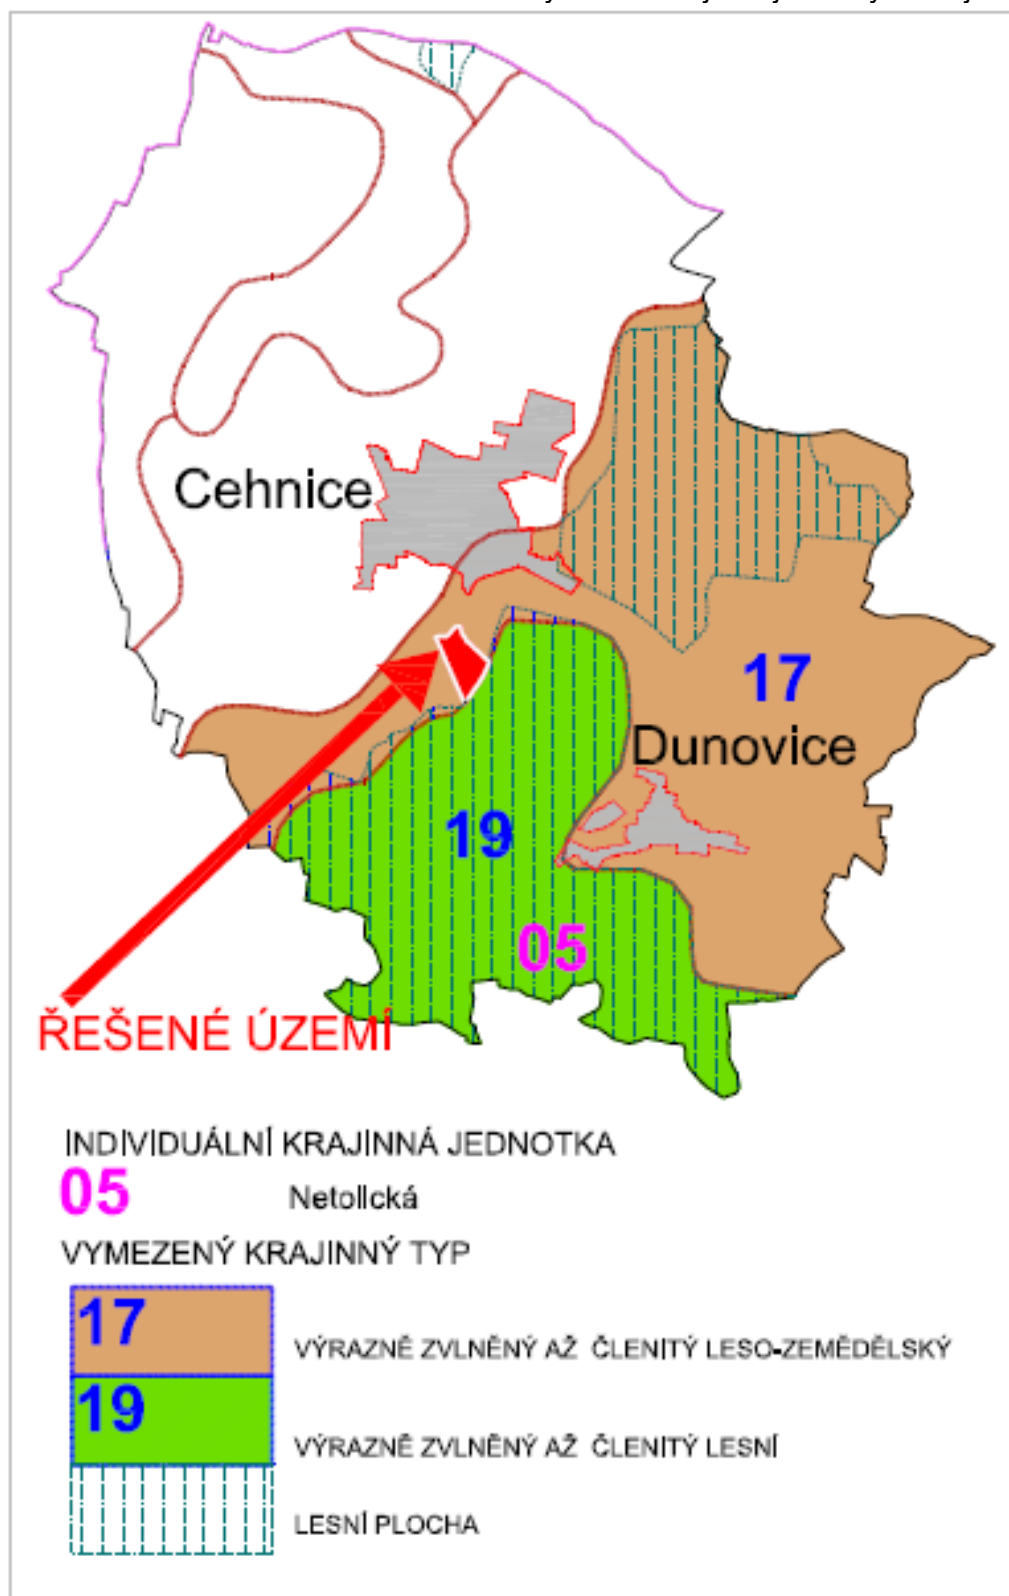 Cehnice
17
Dunovice
19
05
ŘEŠENÉ ÚZEMÍ
INDIVIDUÁLNÍ KRAJINNÁ JEDNOTKA
05 Netolická
VYMEZENÝ KRAJINNÝ TYP
17 VÝRAZNĚ ZVLNĚNÝ AŽ ČLENITÝ LESO-ZEMĚDĚLSKÝ
19 VÝRAZNĚ ZVLNĚNÝ AŽ ČLENITÝ LESNÍ
LESNÍ PLOCHA